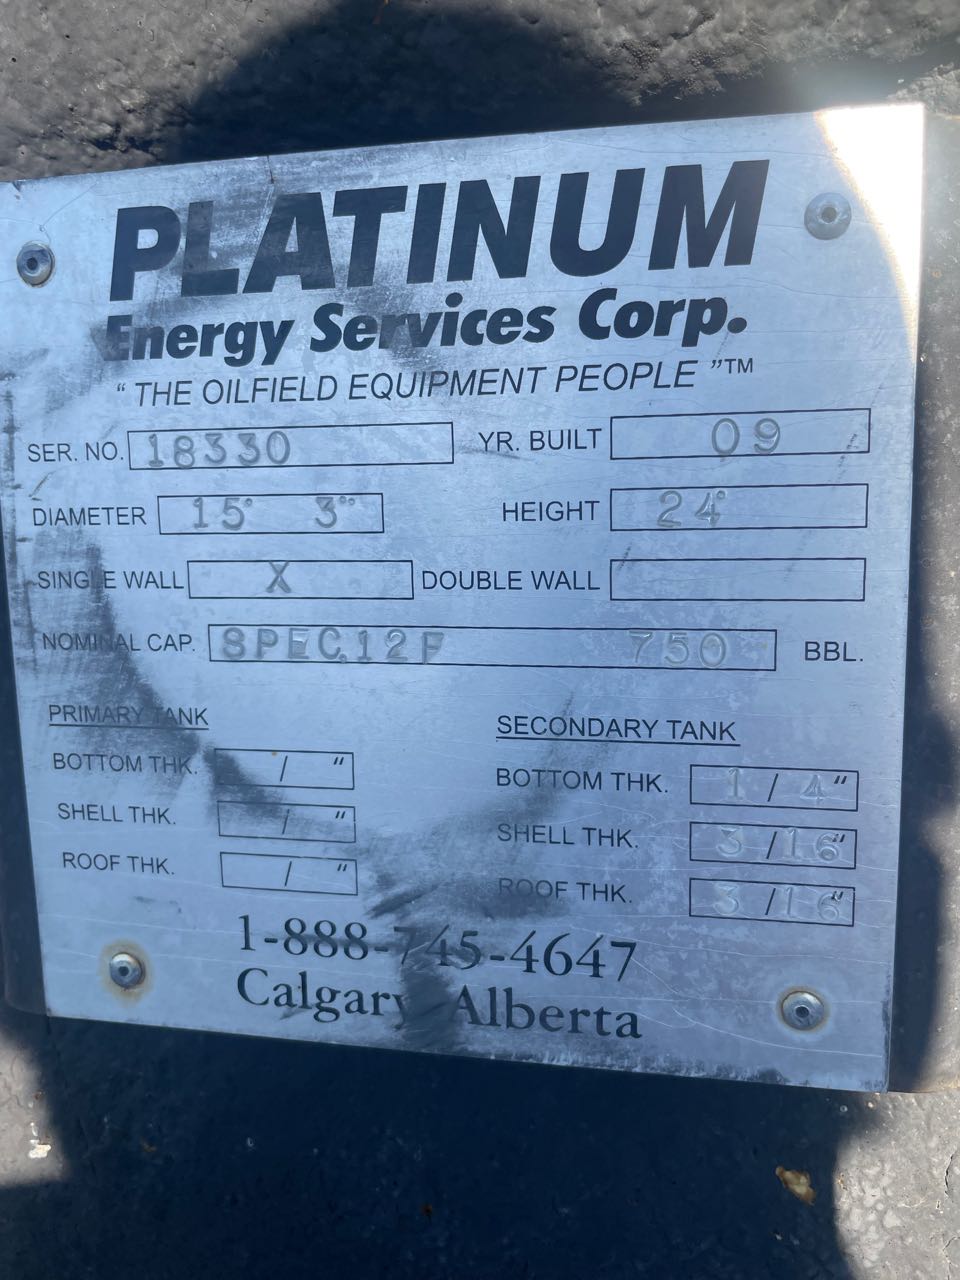 PLATINUM
Energy Services Corp.
" THE OILFIELD EQUIPMENT PEOPLE "™
SER. NO. 18330 YR. BUILT 09
DIAMETER 15° 3°° HEIGHT 24°
SINGLE WALL X DOUBLE WALL
NOMINAL CAP. SPEC.12F 750 BBL.
PRIMARY TANK
BOTTOM THK. / "
SHELL THK. / "
ROOF THK. / "
SECONDARY TANK
BOTTOM THK. 1 / 4"
SHELL THK. 3 / 16"
ROOF THK. 3 / 16"
1-888-745-4647
Calgary, Alberta